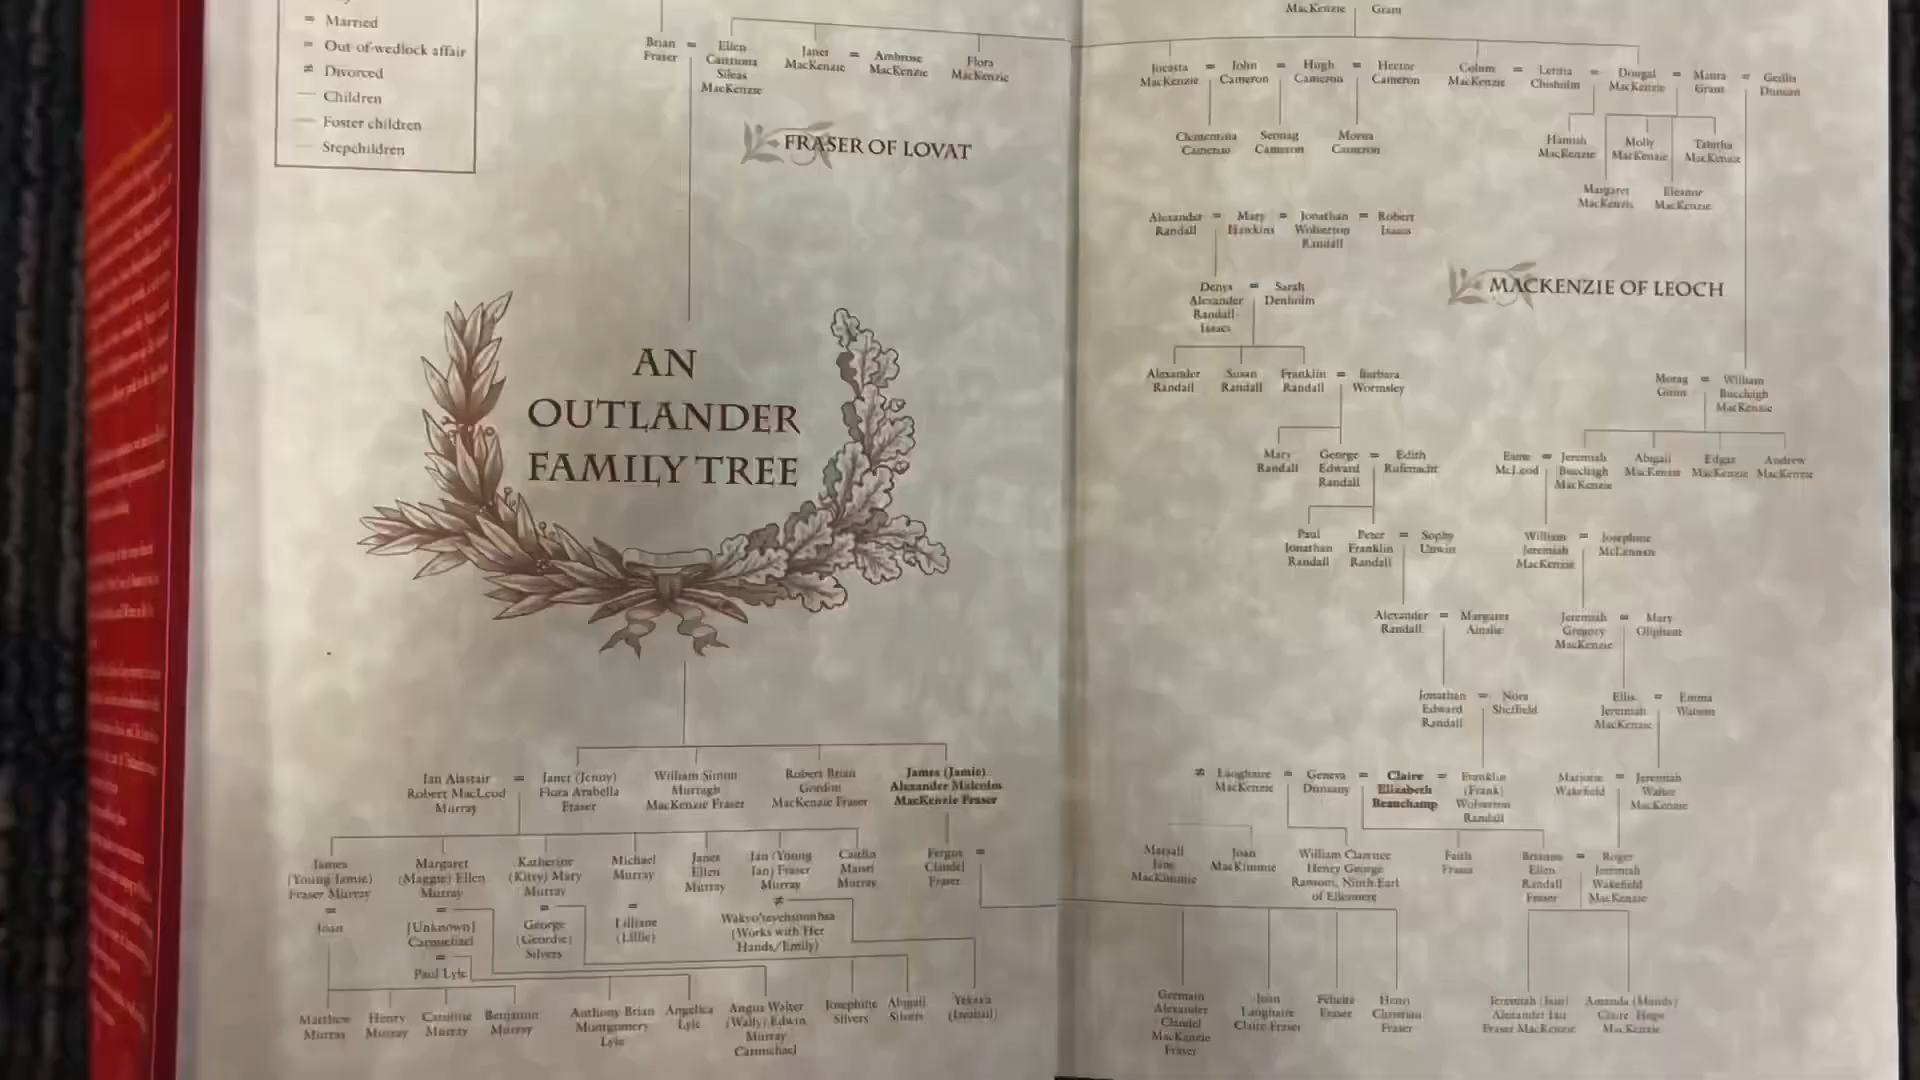 = Married
= Out-of-wedlock affair
≠ Divorced
Children
Foster children
Stepchildren
Brian
Fraser
=
Ellen
Caitriona
Sileas
MacKenzie
Janet
MacKenzie
=
Ambrose
MacKenzie
Flora
MacKenzie
FRASER OF LOVAT
AN
OUTLANDER
FAMILY TREE
Ian Alastair
Robert MacLeod
Murray
=
Janet (Jenny)
Flora Arabella
Fraser
William Simon
Murtagh
MacKenzie Fraser
Robert Brian
Gordon
MacKenzie Fraser
James (Jamie)
Alexander Malcolm
MacKenzie Fraser
James
(Young Jamie)
Fraser Murray
=
Joan
Margaret
(Maggie) Ellen
Murray
=
[Unknown]
Carmichael
=
Paul Lyle
Katherine
(Kitty) Mary
Murray
=
George
(Geordie)
Silvers
Michael
Murray
=
Lilliane
(Lillie)
Janet
Ellen
Murray
Ian (Young
Ian) Fraser
Murray
≠
Wakyo'teyehsnonhsa
(Works with Her
Hands/Emily)
Caitlin
Maisri
Murray
Fergus
Claudel
Fraser
=
Matthew
Murray
Henry
Murray
Caroline
Murray
Benjamin
Murray
Anthony Brian
Montgomery
Lyle
Angelica
Lyle
Angus Walter
(Wally) Edwin
Murray
Carmichael
Josephine
Silvers
Abigail
Silvers
Yeksa'a
(Iseabail)
MacKenzie
Grant
Jocasta
MacKenzie
=
John
Cameron
=
Hugh
Cameron
=
Hector
Cameron
Colum
MacKenzie
=
Letitia
Chisholm
=
Dougal
MacKenzie
=
Maura
Grant
=
Geillis
Duncan
Clementina
Cameron
Seonag
Cameron
Morna
Cameron
Hamish
MacKenzie
Molly
MacKenzie
Tabitha
MacKenzie
Margaret
MacKenzie
Eleanor
MacKenzie
Alexander
Randall
=
Mary
Hawkins
=
Jonathan
Wolverton
Randall
=
Robert
Isaacs
Denys
Alexander
Randall-
Isaacs
=
Sarah
Denheim
MACKENZIE OF LEOCH
Alexander
Randall
Susan
Randall
Franklin
Randall
=
Barbara
Wormsley
Morag
Gunn
=
William
Buccleigh
MacKenzie
Mary
Randall
George
Edward
Randall
=
Edith
McLeod
=
Jeremiah
Buccleigh
MacKenzie
Abigail
MacKenzie
Edgar
MacKenzie
Andrew
MacKenzie
Paul
Jonathan
Randall
Peter
Franklin
Randall
=
Sophy
Unwin
William
Jeremiah
MacKenzie
=
Josephine
McLennan
Alexander
Randall
=
Margaret
Ainslie
Jeremiah
Gregory
MacKenzie
=
Mary
Oliphant
Jonathan
Edward
Randall
=
Nora
Sheffield
Ellis
Jeremiah
MacKenzie
=
Emma
Watson
≠
Laoghaire
MacKenzie
=
Geneva
Dunsany
=
Claire
Elizabeth
Beauchamp
=
Franklin
(Frank)
Wolverton
Randall
Marjorie
Wakefield
=
Jeremiah
Walter
MacKenzie
Marsali
Jane
MacKimmie
Joan
MacKimmie
William Clarence
Henry George
Ransom, Ninth Earl
of Ellesmere
Faith
Fraser
Brianna
Ellen
Randall
Fraser
=
Roger
Jeremiah
Wakefield
MacKenzie
Germain
Alexander
Claudel
MacKenzie
Fraser
Joan
Laoghaire
Claire Fraser
Félicité
Fraser
Henri
Christian
Fraser
Jeremiah (Jem)
Alexander Ian
Fraser MacKenzie
Amanda (Mandy)
Claire Hope
MacKenzie